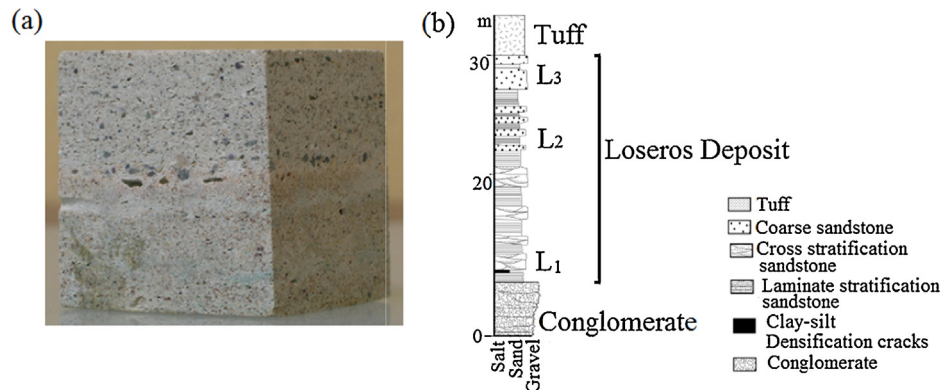 (a)
(b)
m
Tuff
30
L3
L2
Loseros Deposit
20
L1
Conglomerate
0
Salt
Sand
Gravel
Tuff
Coarse sandstone
Cross stratification
sandstone
Laminate stratification
sandstone
Clay-silt
Densification cracks
Conglomerate